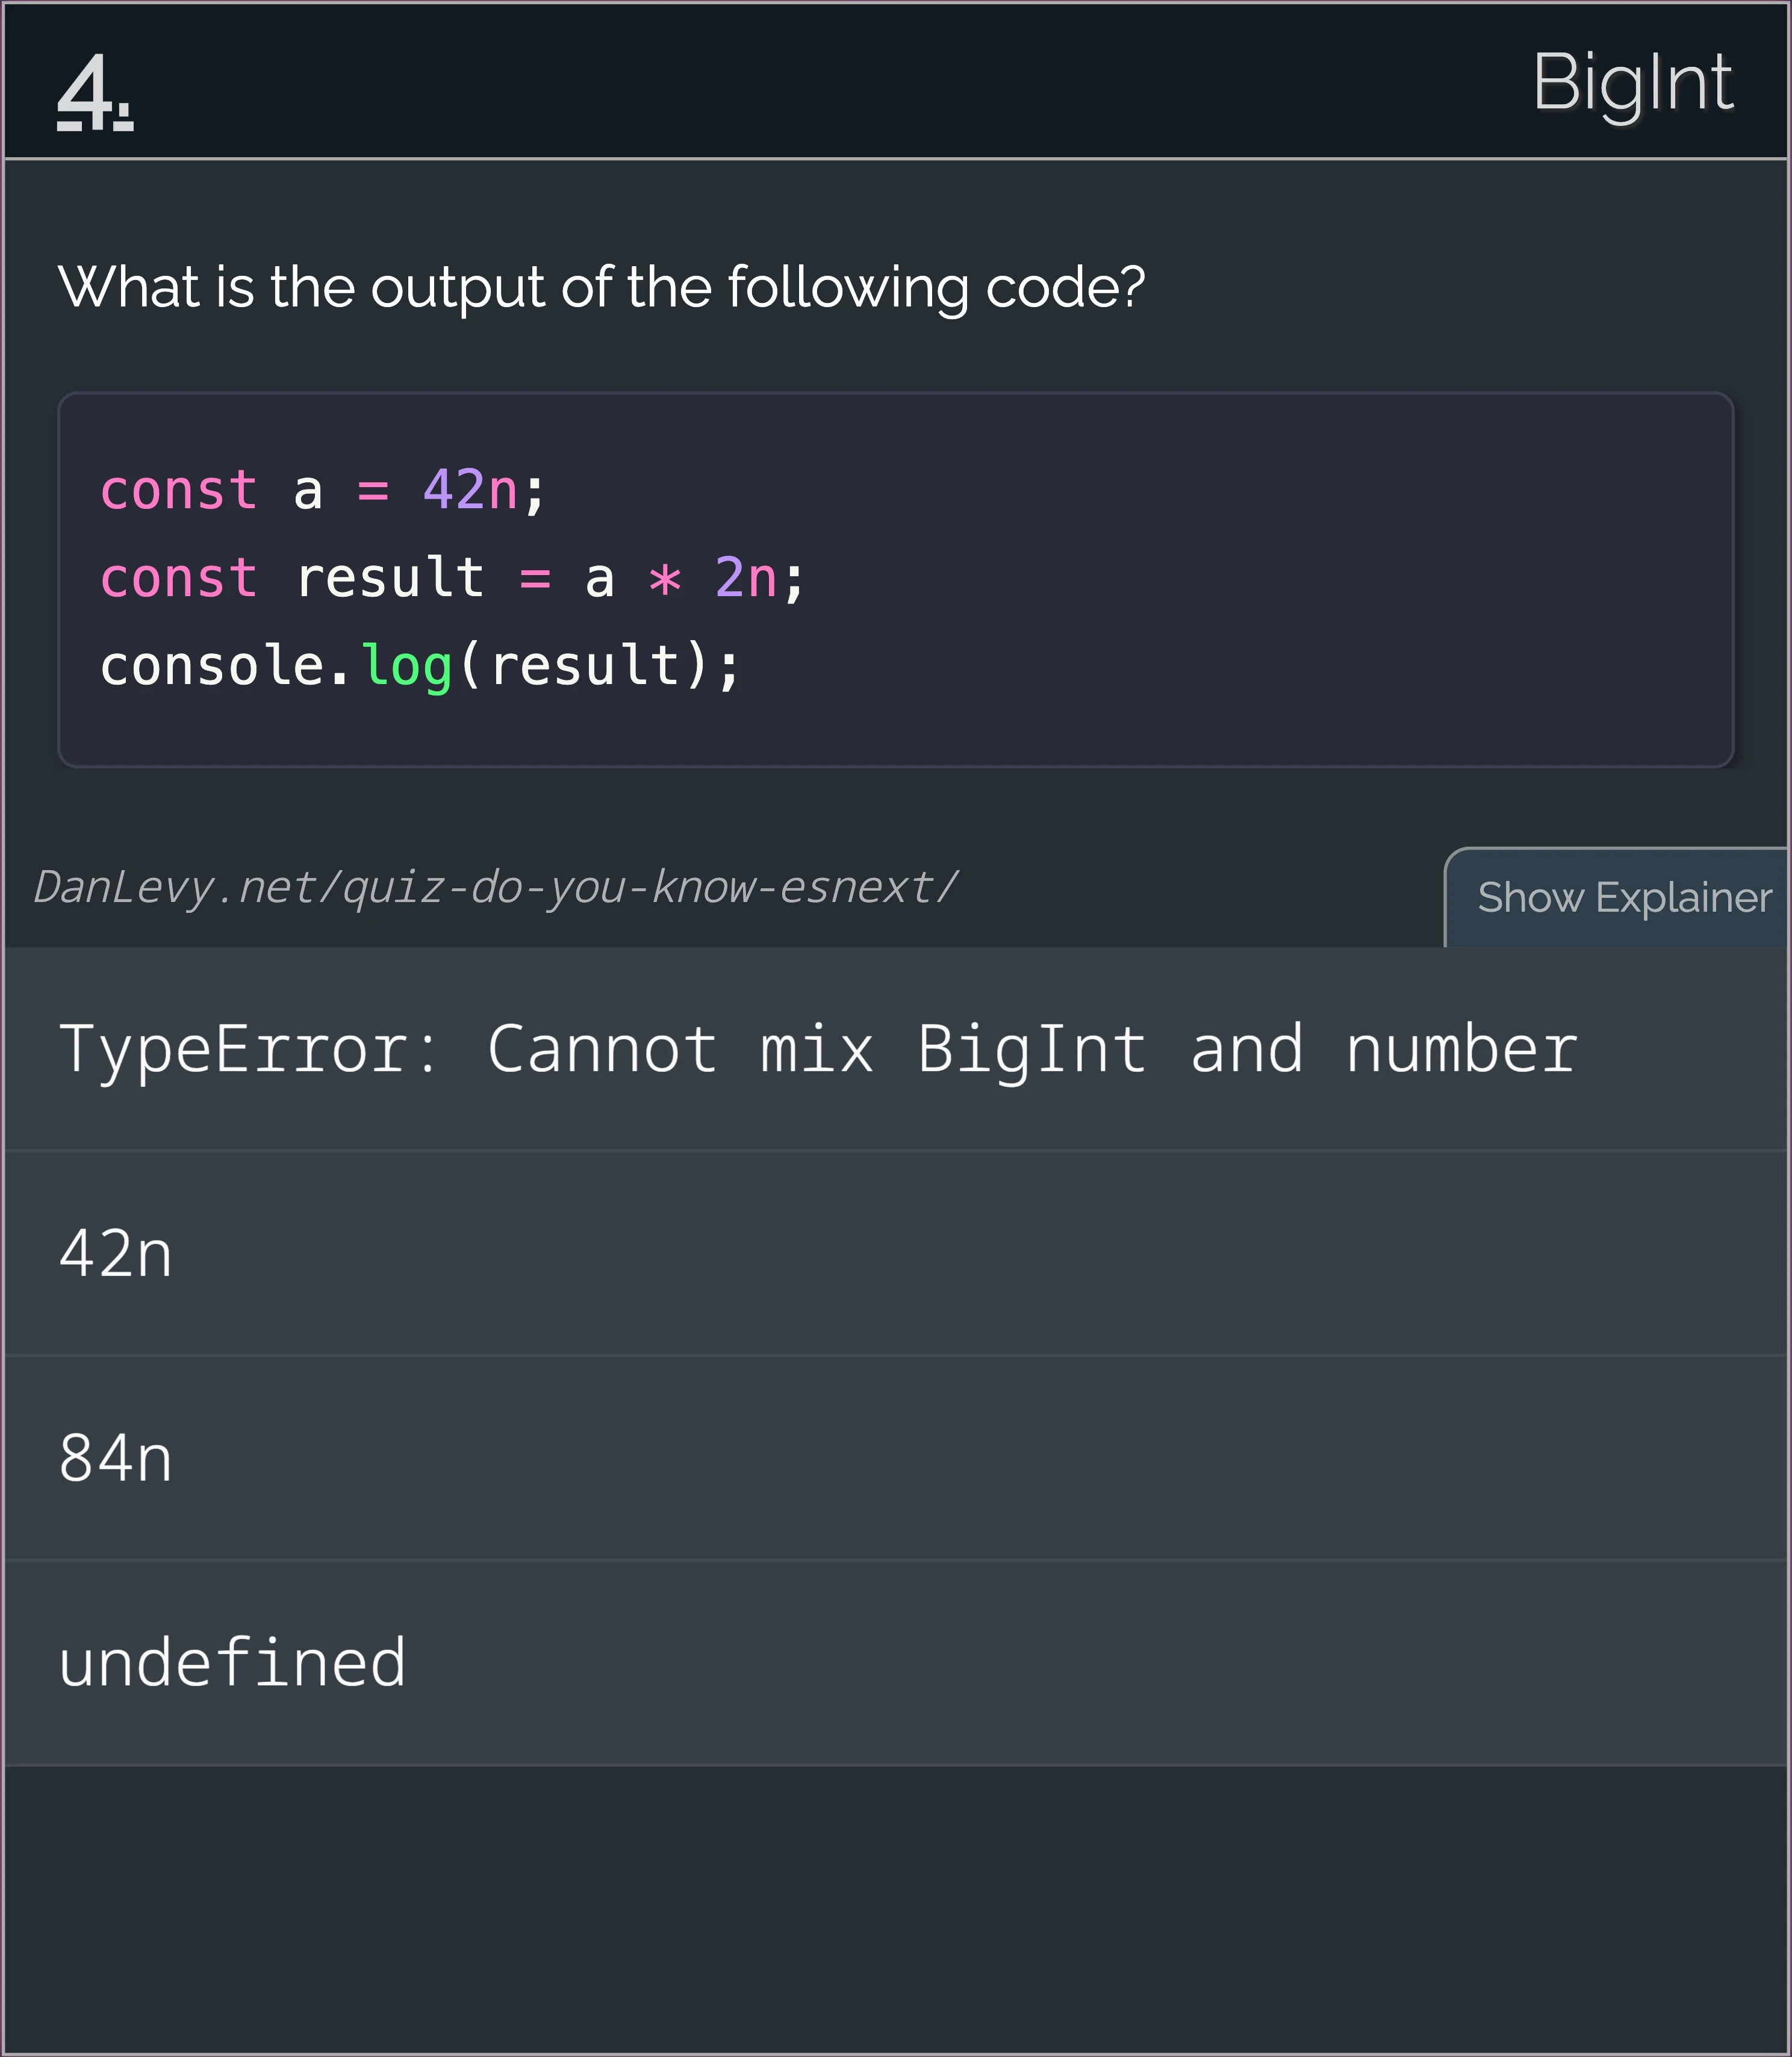 4.
BigInt
What is the output of the following code?
const a = 42n;
const result = a * 2n;
console.log(result);
DanLevy.net/quiz-do-you-know-esnext/
Show Explainer
TypeError: Cannot mix BigInt and number
42n
84n
undefined